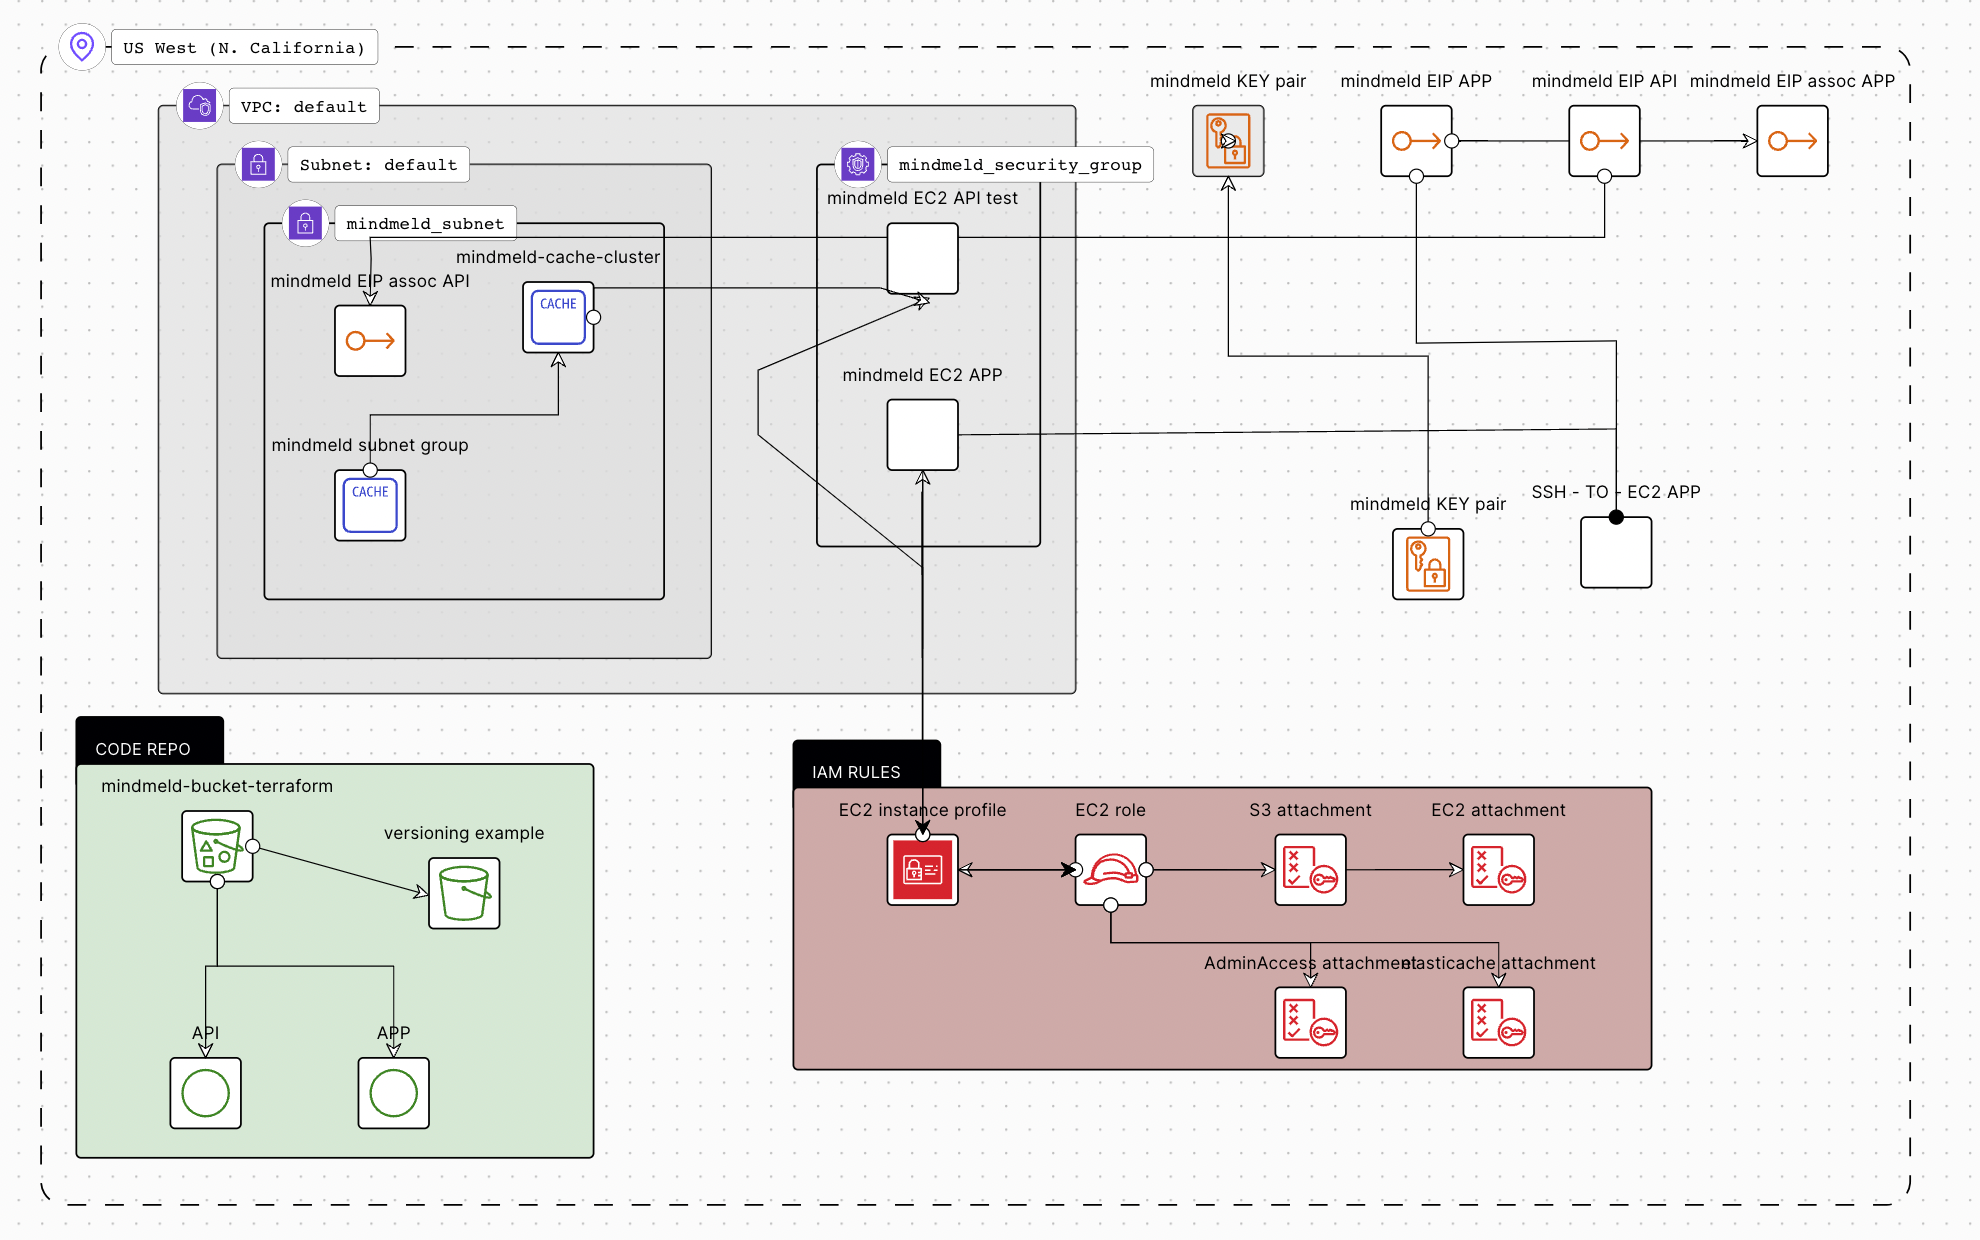 US West (N. California)
mindmeld KEY pair
mindmeld EIP APP
mindmeld EIP API
mindmeld EIP assoc APP
VPC: default
Subnet: default
mindmeld_security_group
mindmeld EC2 API test
mindmeld_subnet
mindmeld-cache-cluster
mindmeld EIP assoc API
CACHE
mindmeld EC2 APP
mindmeld subnet group
CACHE
mindmeld KEY pair
SSH - TO - EC2 APP
CODE REPO
mindmeld-bucket-terraform
versioning example
API
APP
IAM RULES
EC2 instance profile
EC2 role
S3 attachment
EC2 attachment
AdminAccess attachment
elasticache attachment